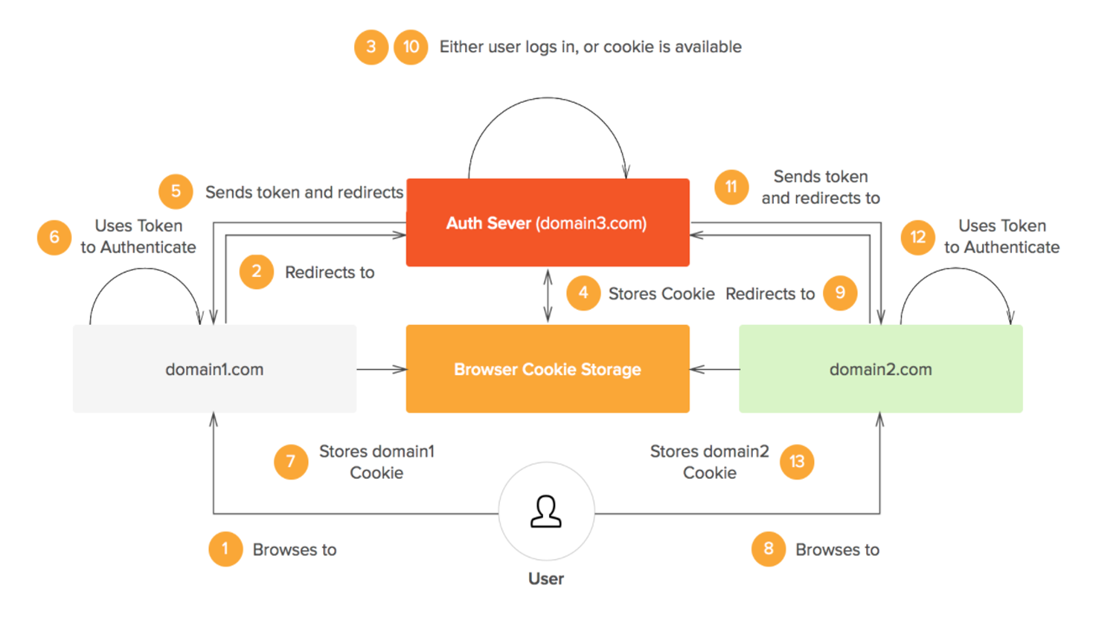 3 10 Either user logs in, or cookie is available
5 Sends token and redirects
11 Sends token
and redirects to
6 Uses Token
to Authenticate
Auth Sever (domain3.com)
12 Uses Token
to Authenticate
2 Redirects to
4 Stores Cookie
Redirects to 9
domain1.com
Browser Cookie Storage
domain2.com
7 Stores domain1
Cookie
Stores domain2 13
Cookie
1 Browses to
8 Browses to
User